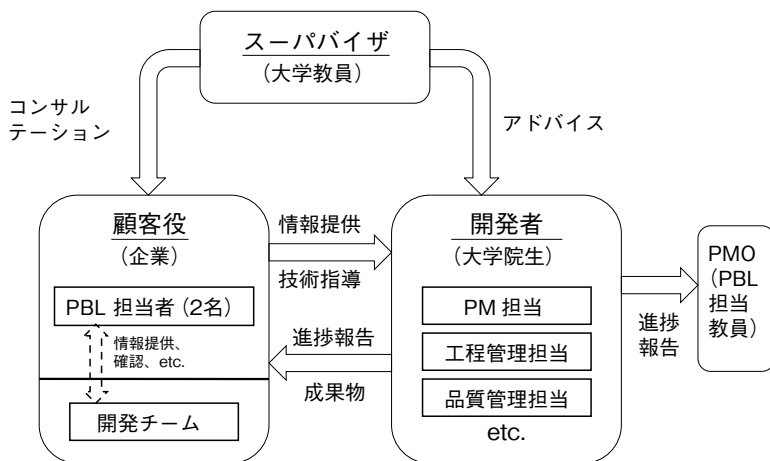 スーパバイザ
（大学教員）
コンサル
テーション
アドバイス
顧客役
（企業）
PBL 担当者（2名）
情報提供、
確認、etc.
開発チーム
情報提供
技術指導
進捗報告
成果物
開発者
（大学院生）
PM 担当
工程管理担当
品質管理担当
etc.
進捗
報告
PMO
（PBL
担当
教員）